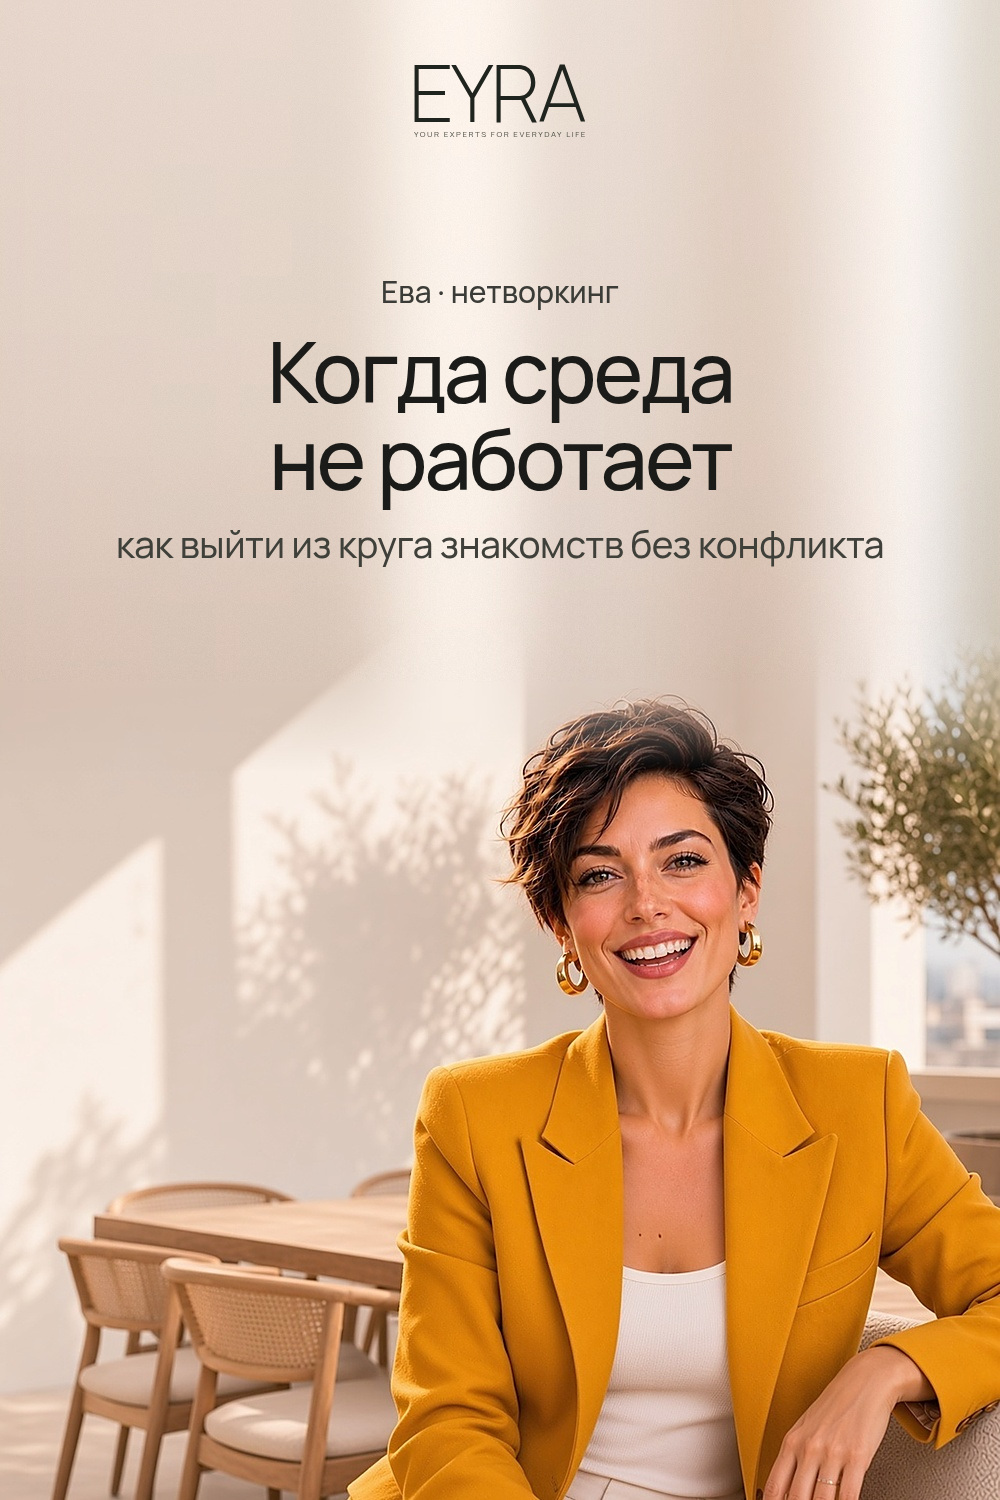 EYRA
YOUR EXPERTS FOR EVERYDAY LIFE
Ева · нетворкинг
Когда среда
не работает
как выйти из круга знакомств без конфликта